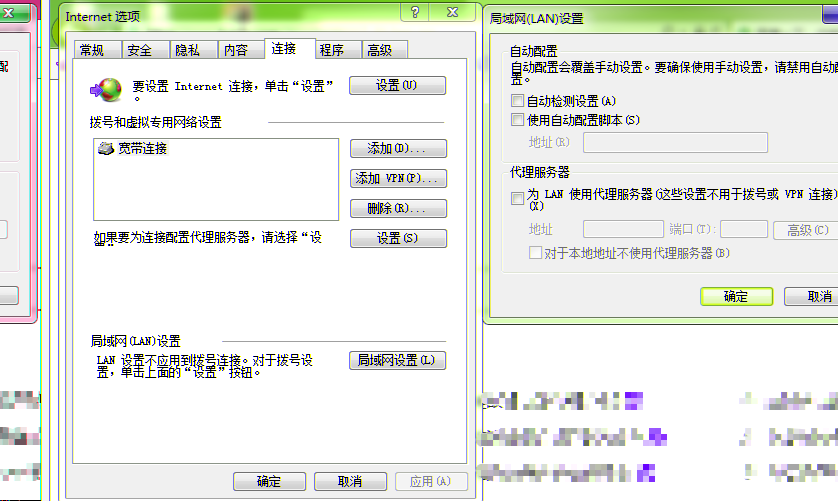 配
Internet 选项
常规
安全
隐私
内容
连接
程序
高级
要设置 Internet 连接，单击“设置”
。
设置(U)
拨号和虚拟专用网络设置
宽带连接
添加(D)...
添加 VPN(P)...
删除(R)...
如果要为连接配置代理服务器，请选择“设
设置(S)
局域网(LAN)设置
LAN 设置不应用到拨号连接。对于拨号设
置，单击上面的“设置”按钮。
局域网设置(L)
确定
取消
应用(A)
局域网(LAN)设置
自动配置
自动配置会覆盖手动设置。要确保使用手动设置，请禁用自动
置。
自动检测设置(A)
使用自动配置脚本(S)
地址(R)
代理服务器
为 LAN 使用代理服务器(这些设置不用于拨号或 VPN 连接)
(X)
地址
端口(T):
高级(C)
对于本地地址不使用代理服务器(B)
确定
取消